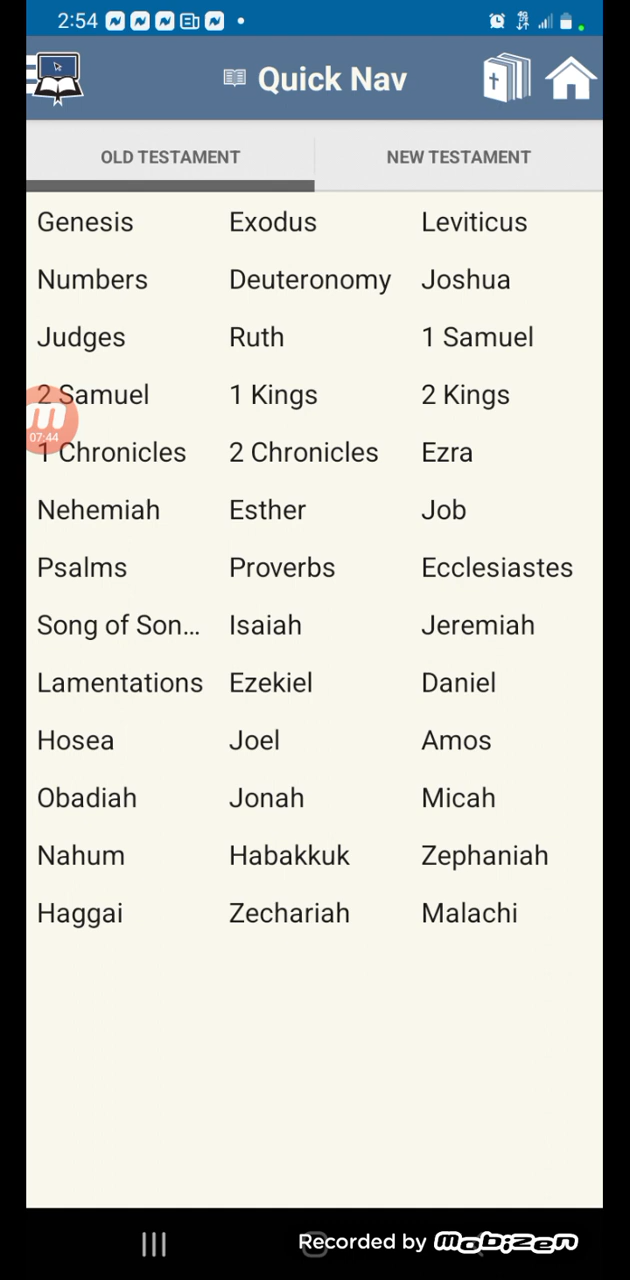 2:54
Quick Nav
OLD TESTAMENT NEW TESTAMENT
Genesis Exodus Leviticus
Numbers Deuteronomy Joshua
Judges Ruth 1 Samuel
2 Samuel 1 Kings 2 Kings
07:44
1 Chronicles 2 Chronicles Ezra
Nehemiah Esther Job
Psalms Proverbs Ecclesiastes
Song of Son... Isaiah Jeremiah
Lamentations Ezekiel Daniel
Hosea Joel Amos
Obadiah Jonah Micah
Nahum Habakkuk Zephaniah
Haggai Zechariah Malachi
Recorded by mobizen